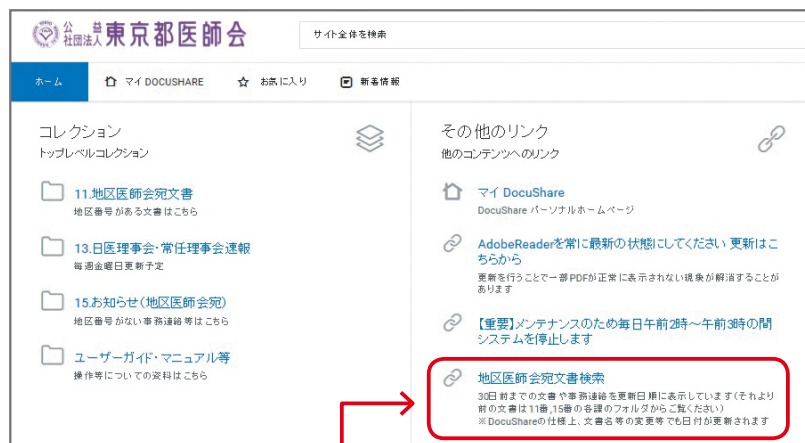 公益社団法人東京都医師会
サイト全体を検索
ホーム
マイ DOCUSHARE
お気に入り
新着情報
コレクション
トップレベルコレクション
11.地区医師会宛文書
地区番号がある文書はこちら
13.日医理事会・常任理事会速報
毎週金曜日更新予定
15.お知らせ(地区医師会宛)
地区番号がない事務連絡等はこちら
ユーザーガイド・マニュアル等
操作等についての資料はこちら
その他のリンク
他のコンテンツへのリンク
マイ DocuShare
DocuShare パーソナルホームページ
AdobeReaderを常に最新の状態にしてください 更新はこ
ちらから
更新を行うことで一部PDFが正常に表示されない現象が解消することが
あります
【重要】メンテナンスのため毎日午前2時～午前3時の間
システムを停止します
地区医師会宛文書検索
30日前までの文書や事務連絡を更新日順に表示しています(それより
前の文書は11番,15番の各課のフォルダからご覧ください)
※DocuShareの仕様上、文書名等の変更等でも日付が更新されます